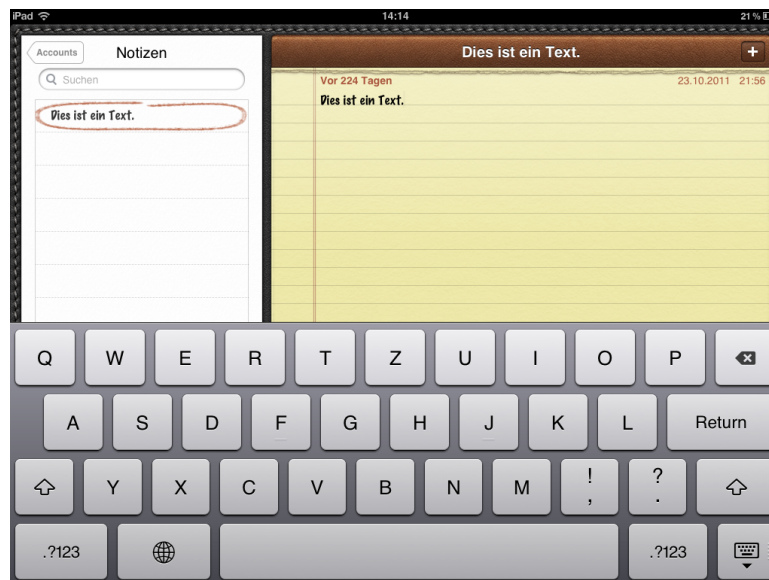 iPad 14:14 21 %
Accounts Notizen
Suchen
Dies ist ein Text.
Dies ist ein Text.
Vor 224 Tagen 23.10.2011 21:56
Dies ist ein Text.
Q W E R T Z U I O P
A S D F G H J K L Return
Y X C V B N M ! , ? .
.?123 .?123